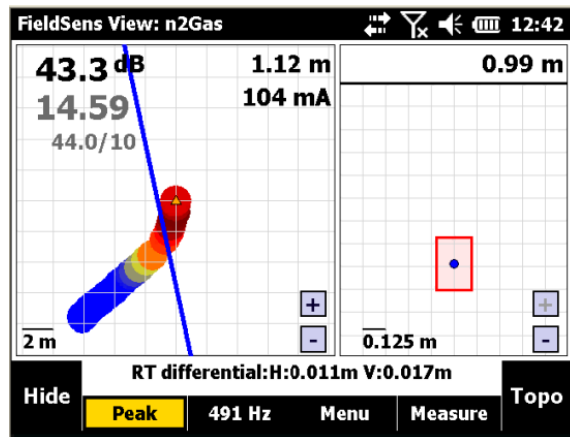 FieldSens View: n2Gas 12:42
43.3 dB 1.12 m
14.59 104 mA
44.0/10
0.99 m
+ +
2 m - 0.125 m -
RT differential:H:0.011m V:0.017m
Hide Topo
Peak 491 Hz Menu Measure